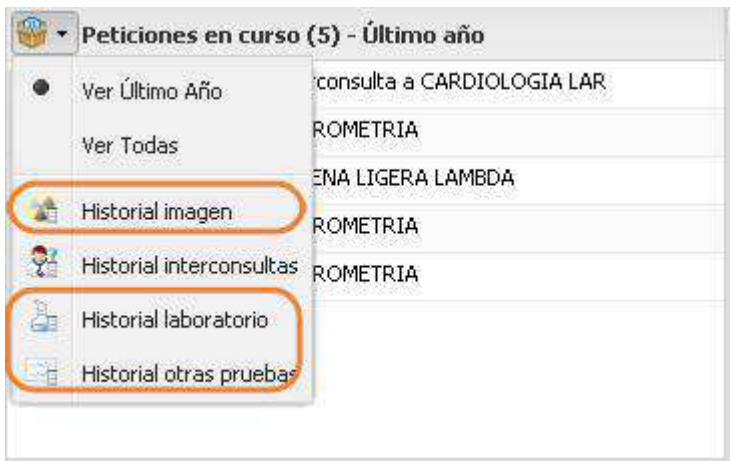 Peticiones en curso (5) - Último año
Ver Último Año
consulta a CARDIOLOGIA LAR
Ver Todas
ROMETRIA
ENA LIGERA LAMBDA
Historial imagen
ROMETRIA
Historial interconsultas
ROMETRIA
Historial laboratorio
Historial otras pruebas